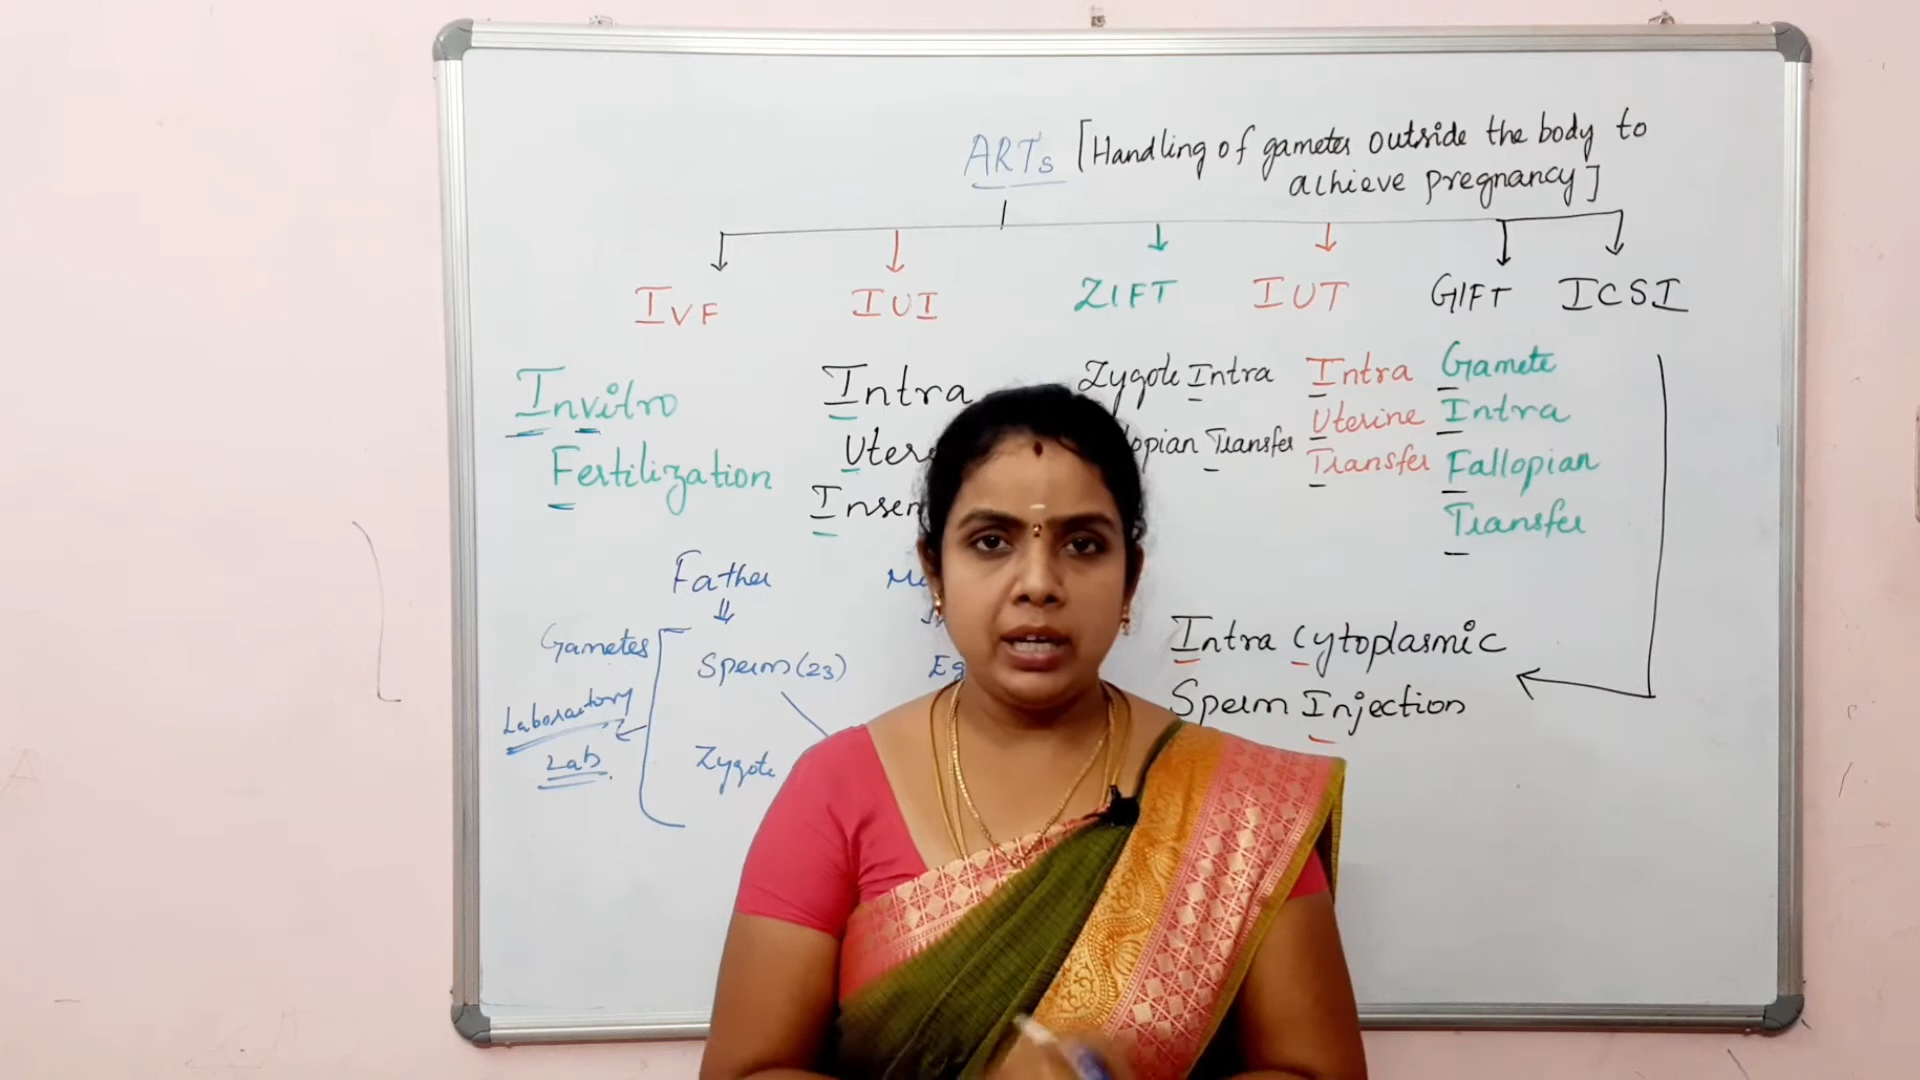 ARTs [Handling of gametes outside the body to
achieve pregnancy]
IVF IUI ZIFT IUT GIFT ICSI
Invitro
Fertilization
Intra
Zygote Intra
Transfer
Intra
Uterine
Transfer
Gamete
Intra
Fallopian
Transfer
Father
Gametes
Sperm(23)
Laboraotory
Lab.
Zygote
Intra Cytoplasmic
Sperm Injection